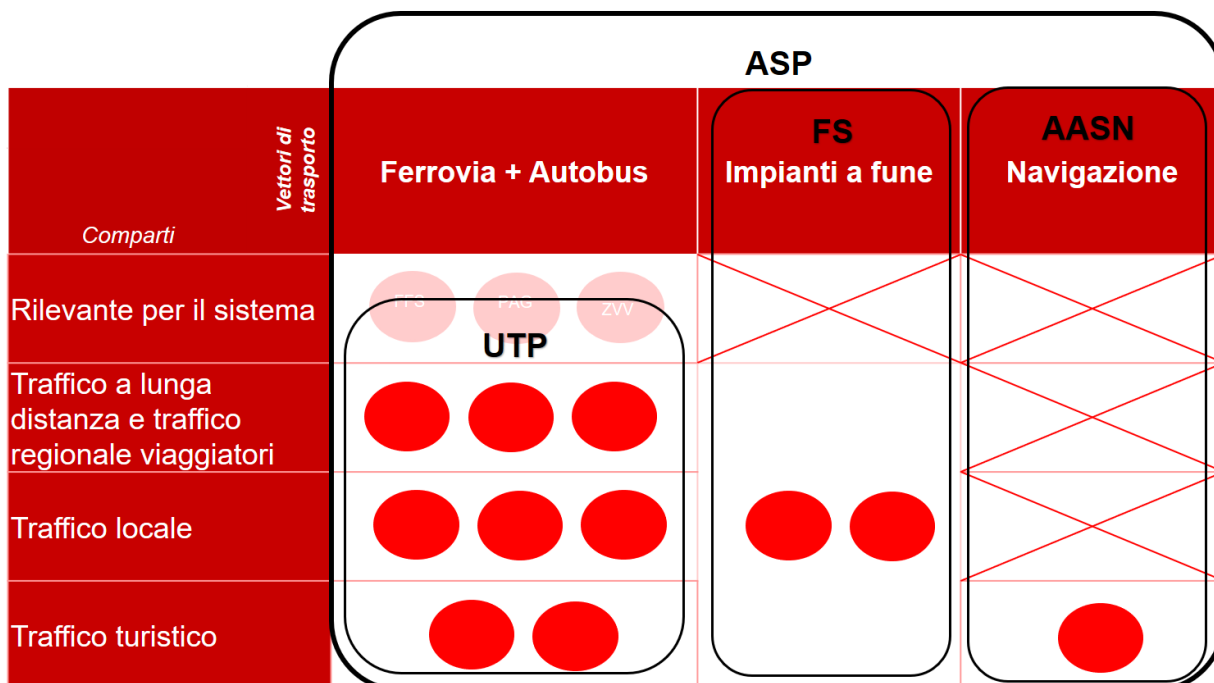 ASP
Vettori di
trasporto
Comparti
Ferrovia + Autobus
FS
Impianti a fune
AASN
Navigazione
Rilevante per il sistema
FFS
PAG
ZVV
UTP
Traffico a lunga
distanza e traffico
regionale viaggiatori
Traffico locale
Traffico turistico